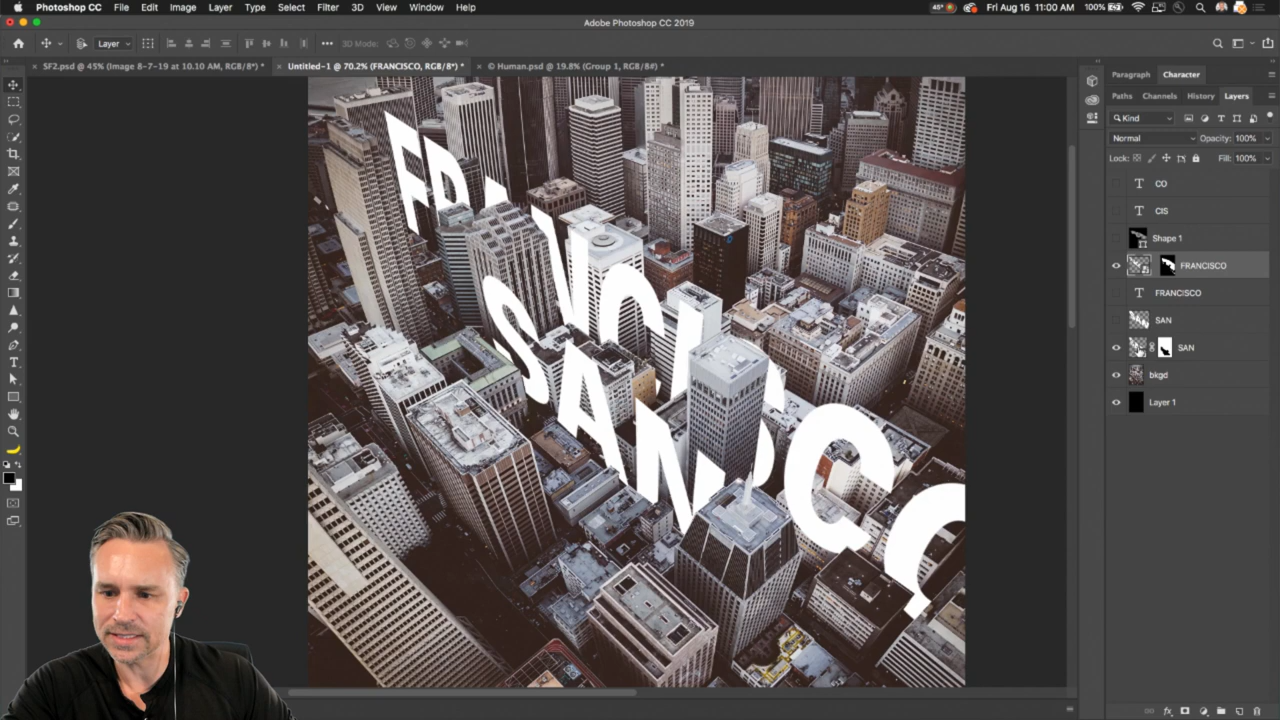 Photoshop CC File Edit Image Layer Type Select Filter 3D View Window Help 45° Fri Aug 16 11:00 AM 100%
Adobe Photoshop CC 2019
Layer 3D Mode:
× SF2.psd @ 45% (Image 8-7-19 at 10.10 AM, RGB/8*) * × Untitled-1 @ 70.2% (FRANCISCO, RGB/8*) * × © Human.psd @ 19.8% (Group 1, RGB/8#) *
Paragraph Character
Paths Channels History Layers
Kind
Normal Opacity: 100%
Lock: Fill: 100%
T CO
T CIS
Shape 1
FRANCISCO
T FRANCISCO
SAN
SAN
bkgd
Layer 1
FRANCISCO
SAN